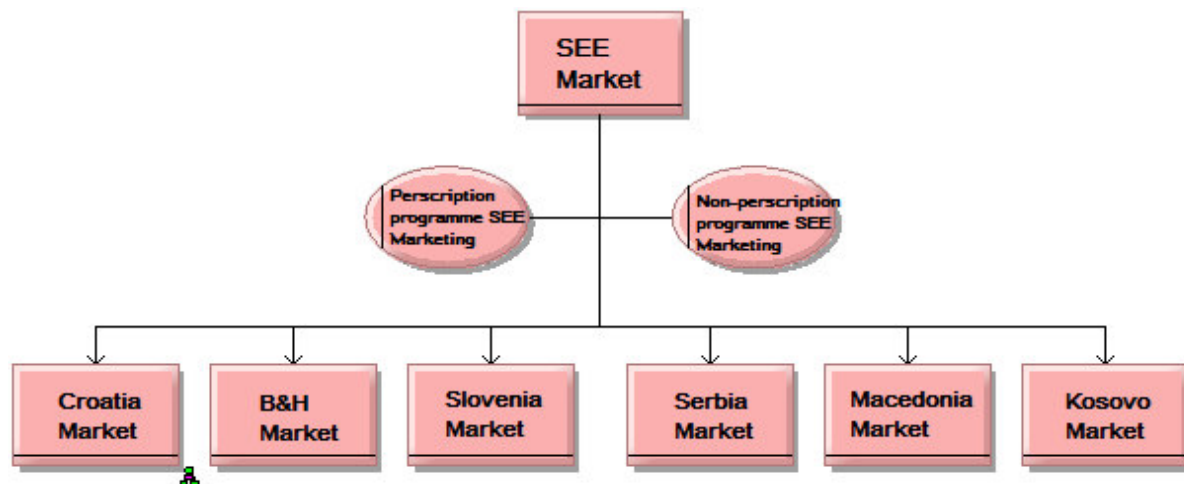 SEE
Market
Perscription
programme SEE
Marketing
Non-perscription
programme SEE
Marketing
Croatia
Market
B&H
Market
Slovenia
Market
Serbia
Market
Macedonia
Market
Kosovo
Market